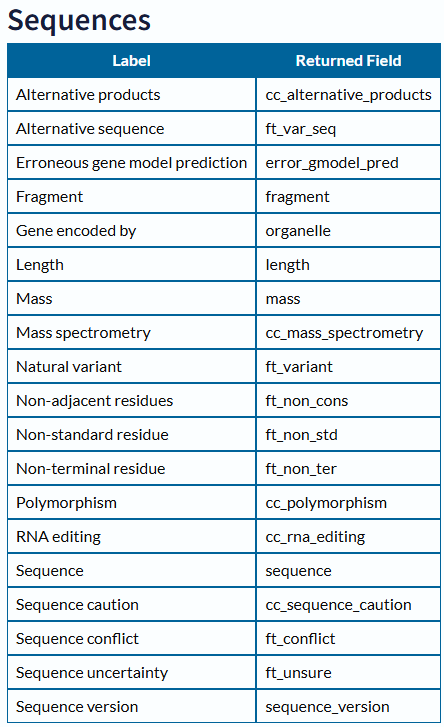 Sequences
Label Returned Field
Alternative products cc_alternative_products
Alternative sequence ft_var_seq
Erroneous gene model prediction error_gmodel_pred
Fragment fragment
Gene encoded by organelle
Length length
Mass mass
Mass spectrometry cc_mass_spectrometry
Natural variant ft_variant
Non-adjacent residues ft_non_cons
Non-standard residue ft_non_std
Non-terminal residue ft_non_ter
Polymorphism cc_polymorphism
RNA editing cc_rna_editing
Sequence sequence
Sequence caution cc_sequence_caution
Sequence conflict ft_conflict
Sequence uncertainty ft_unsure
Sequence version sequence_version